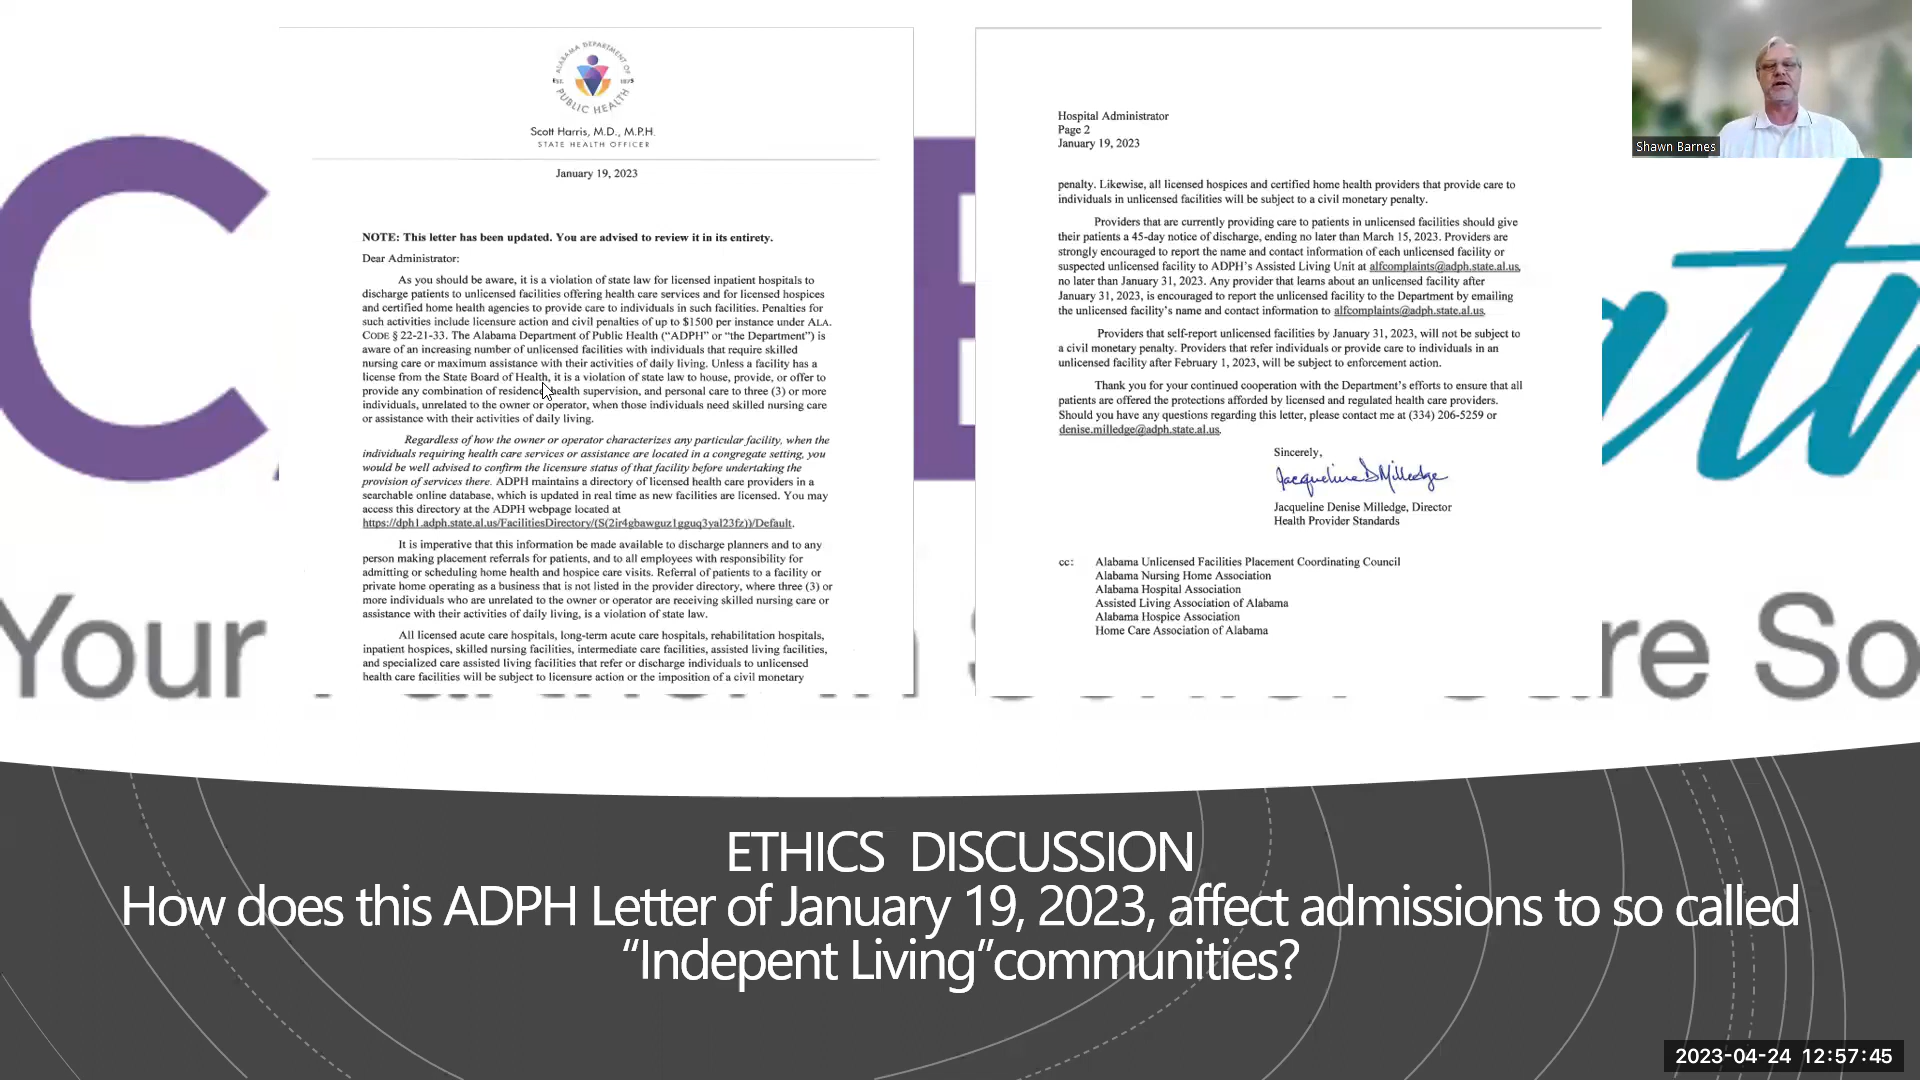 ALABAMA DEPARTMENT OF
EST. 1875
PUBLIC HEALTH
Scott Harris, M.D., M.P.H.
STATE HEALTH OFFICER
January 19, 2023
NOTE: This letter has been updated. You are advised to review it in its entirety.
Dear Administrator:
As you should be aware, it is a violation of state law for licensed inpatient hospitals to
discharge patients to unlicensed facilities offering health care services and for licensed hospices
and certified home health agencies to provide care to individuals in such facilities. Penalties for
such activities include licensure action and civil penalties of up to $1500 per instance under ALA.
CODE § 22-21-33. The Alabama Department of Public Health (“ADPH” or “the Department”) is
aware of an increasing number of unlicensed facilities with individuals that require skilled
nursing care or maximum assistance with their activities of daily living. Unless a facility has a
license from the State Board of Health, it is a violation of state law to house, provide, or offer to
provide any combination of residence, health supervision, and personal care to three (3) or more
individuals, unrelated to the owner or operator, when those individuals need skilled nursing care
or assistance with their activities of daily living.
Regardless of how the owner or operator characterizes any particular facility, when the
individuals requiring health care services or assistance are located in a congregate setting, you
would be well advised to confirm the licensure status of that facility before undertaking the
provision of services there. ADPH maintains a directory of licensed health care providers in a
searchable online database, which is updated in real time as new facilities are licensed. You may
access this directory at the ADPH webpage located at
https://dph1.adph.state.al.us/FacilitiesDirectory/(S(2ir4gbawguz1gguq3yal23fz))/Default.
It is imperative that this information be made available to discharge planners and to any
person making placement referrals for patients, and to all employees with responsibility for
admitting or scheduling home health and hospice care visits. Referral of patients to a facility or
private home operating as a business that is not listed in the provider directory, where three (3) or
more individuals who are unrelated to the owner or operator are receiving skilled nursing care or
assistance with their activities of daily living, is a violation of state law.
All licensed acute care hospitals, long-term acute care hospitals, rehabilitation hospitals,
inpatient hospices, skilled nursing facilities, intermediate care facilities, assisted living facilities,
and specialized care assisted living facilities that refer or discharge individuals to unlicensed
health care facilities will be subject to licensure action or the imposition of a civil monetary
Hospital Administrator
Page 2
January 19, 2023
penalty. Likewise, all licensed hospices and certified home health providers that provide care to
individuals in unlicensed facilities will be subject to a civil monetary penalty.
Providers that are currently providing care to patients in unlicensed facilities should give
their patients a 45-day notice of discharge, ending no later than March 15, 2023. Providers are
strongly encouraged to report the name and contact information of each unlicensed facility or
suspected unlicensed facility to ADPH’s Assisted Living Unit at alfcomplaints@adph.state.al.us,
no later than January 31, 2023. Any provider that learns about an unlicensed facility after
January 31, 2023, is encouraged to report the unlicensed facility to the Department by emailing
the unlicensed facility’s name and contact information to alfcomplaints@adph.state.al.us.
Providers that self-report unlicensed facilities by January 31, 2023, will not be subject to
a civil monetary penalty. Providers that refer individuals or provide care to individuals in an
unlicensed facility after February 1, 2023, will be subject to enforcement action.
Thank you for your continued cooperation with the Department’s efforts to ensure that all
patients are offered the protections afforded by licensed and regulated health care providers.
Should you have any questions regarding this letter, please contact me at (334) 206-5259 or
denise.milledge@adph.state.al.us.
Sincerely,
Jacqueline D Milledge
Jacqueline Denise Milledge, Director
Health Provider Standards
cc: Alabama Unlicensed Facilities Placement Coordinating Council
Alabama Nursing Home Association
Alabama Hospital Association
Assisted Living Association of Alabama
Alabama Hospice Association
Home Care Association of Alabama
Shawn Barnes
Your
re So
ETHICS DISCUSSION
How does this ADPH Letter of January 19, 2023, affect admissions to so called
“Indepent Living”communities?
2023-04-24 12:57:45